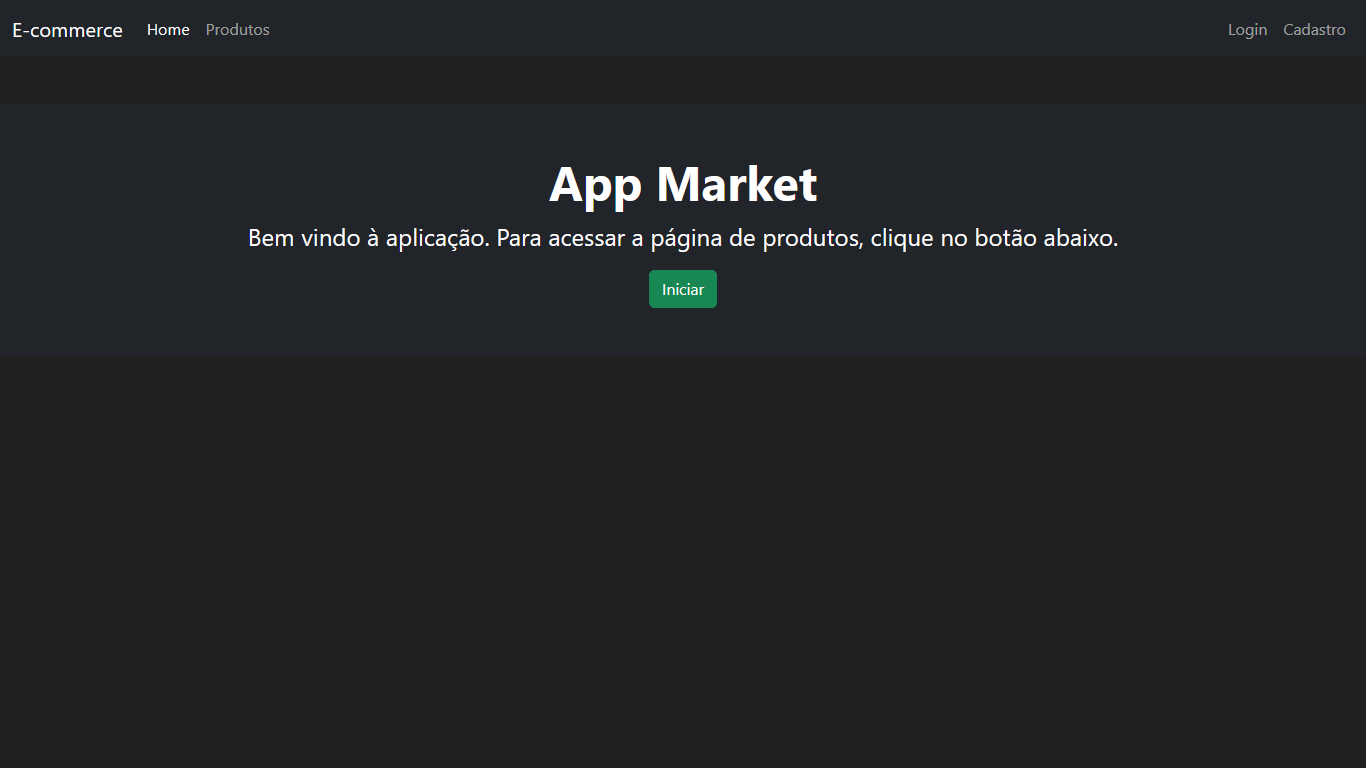 E-commerce Home Produtos Login Cadastro
App Market
Bem vindo à aplicação. Para acessar a página de produtos, clique no botão abaixo.
Iniciar